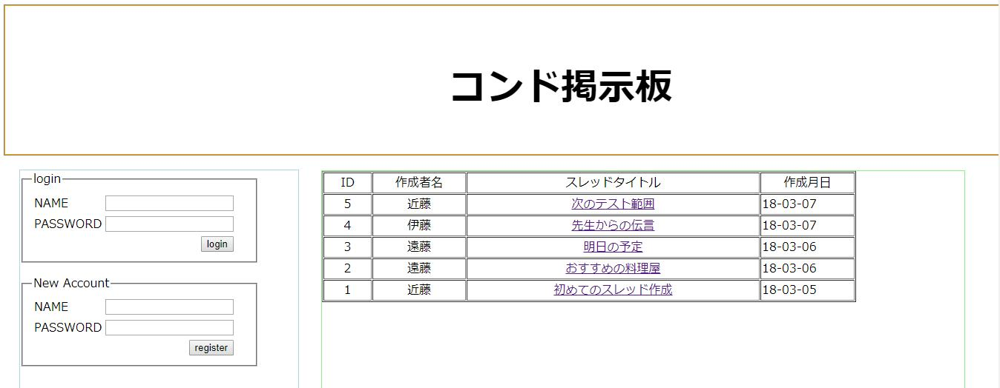 コンド掲示板
login
NAME
PASSWORD
login
New Account
NAME
PASSWORD
register
ID 作成者名 スレッドタイトル 作成月日
5 近藤 次のテスト範囲 18-03-07
4 伊藤 先生からの伝言 18-03-07
3 遠藤 明日の予定 18-03-06
2 遠藤 おすすめの料理屋 18-03-06
1 近藤 初めてのスレッド作成 18-03-05